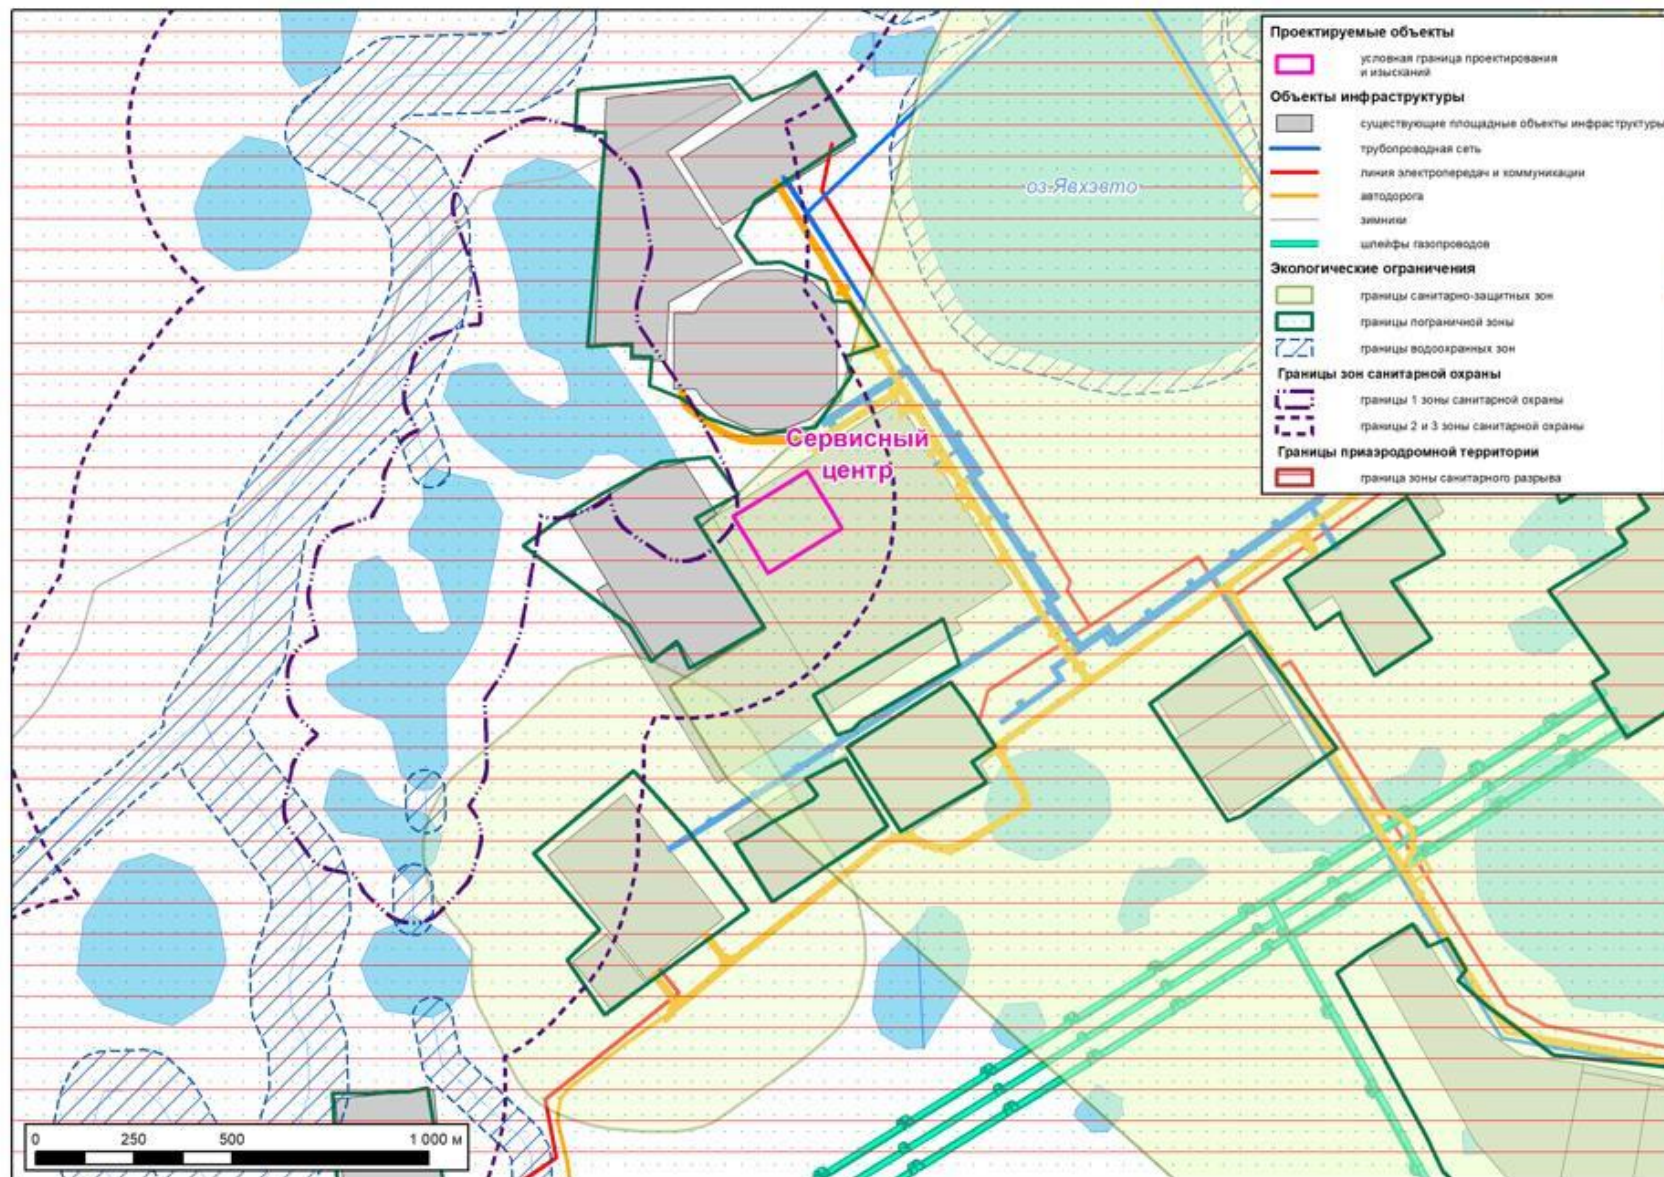 Проектируемые объекты
условная граница проектирования
и изысканий
Объекты инфраструктуры
существующие площадные объекты инфраструктуры
трубопроводная сеть
линия электропередач и коммуникации
автодорога
зимники
шлейфы газопроводов
Экологические ограничения
границы санитарно-защитных зон
границы пограничной зоны
границы водоохранных зон
Границы зон санитарной охраны
границы 1 зоны санитарной охраны
границы 2 и 3 зоны санитарной охраны
Границы приаэродромной территории
граница зоны санитарного разрыва
оз.Явхэвто
Сервисный
центр
0 250 500 1 000 м